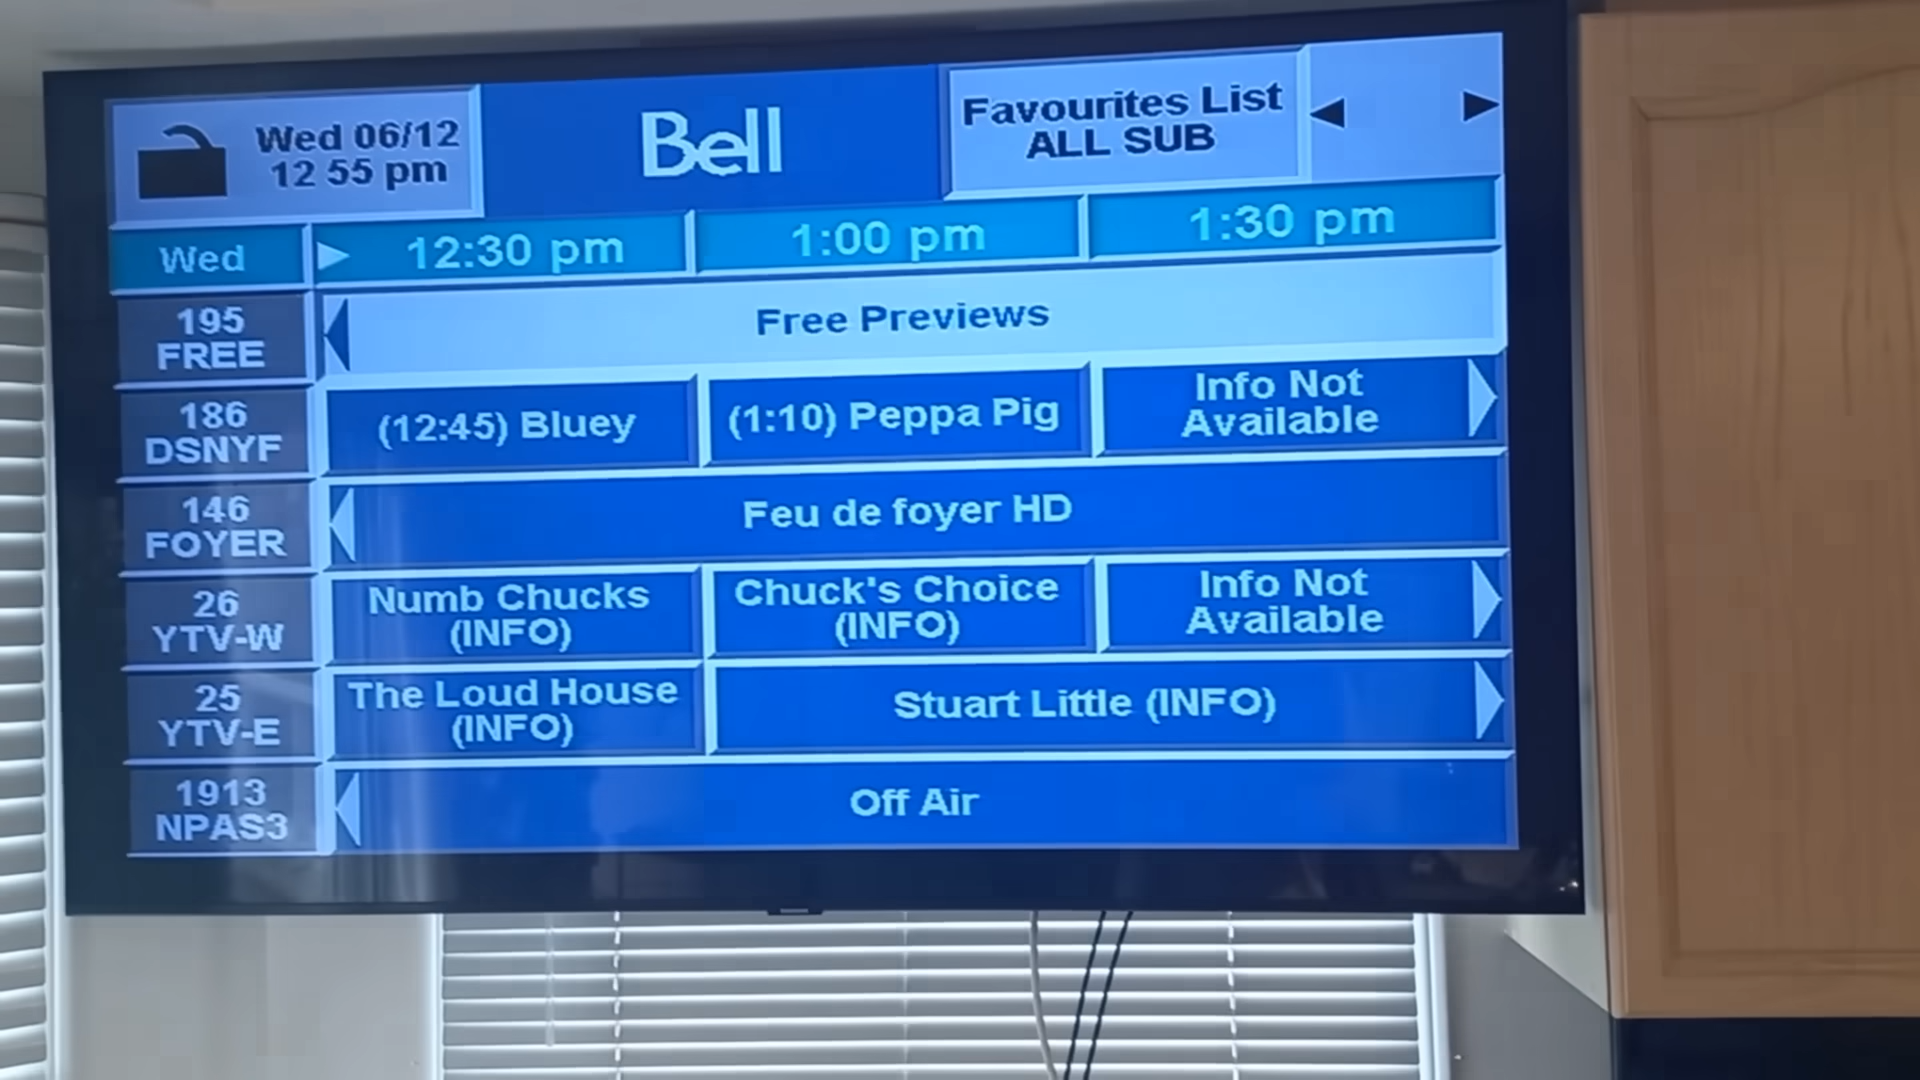 Wed 06/12
12 55 pm
Bell
Favourites List
ALL SUB
Wed
12:30 pm
1:00 pm
1:30 pm
195
FREE
Free Previews
186
DSNYF
(12:45) Bluey
(1:10) Peppa Pig
Info Not
Available
146
FOYER
Feu de foyer HD
26
YTV-W
Numb Chucks
(INFO)
Chuck's Choice
(INFO)
Info Not
Available
25
YTV-E
The Loud House
(INFO)
Stuart Little (INFO)
1913
NPAS3
Off Air